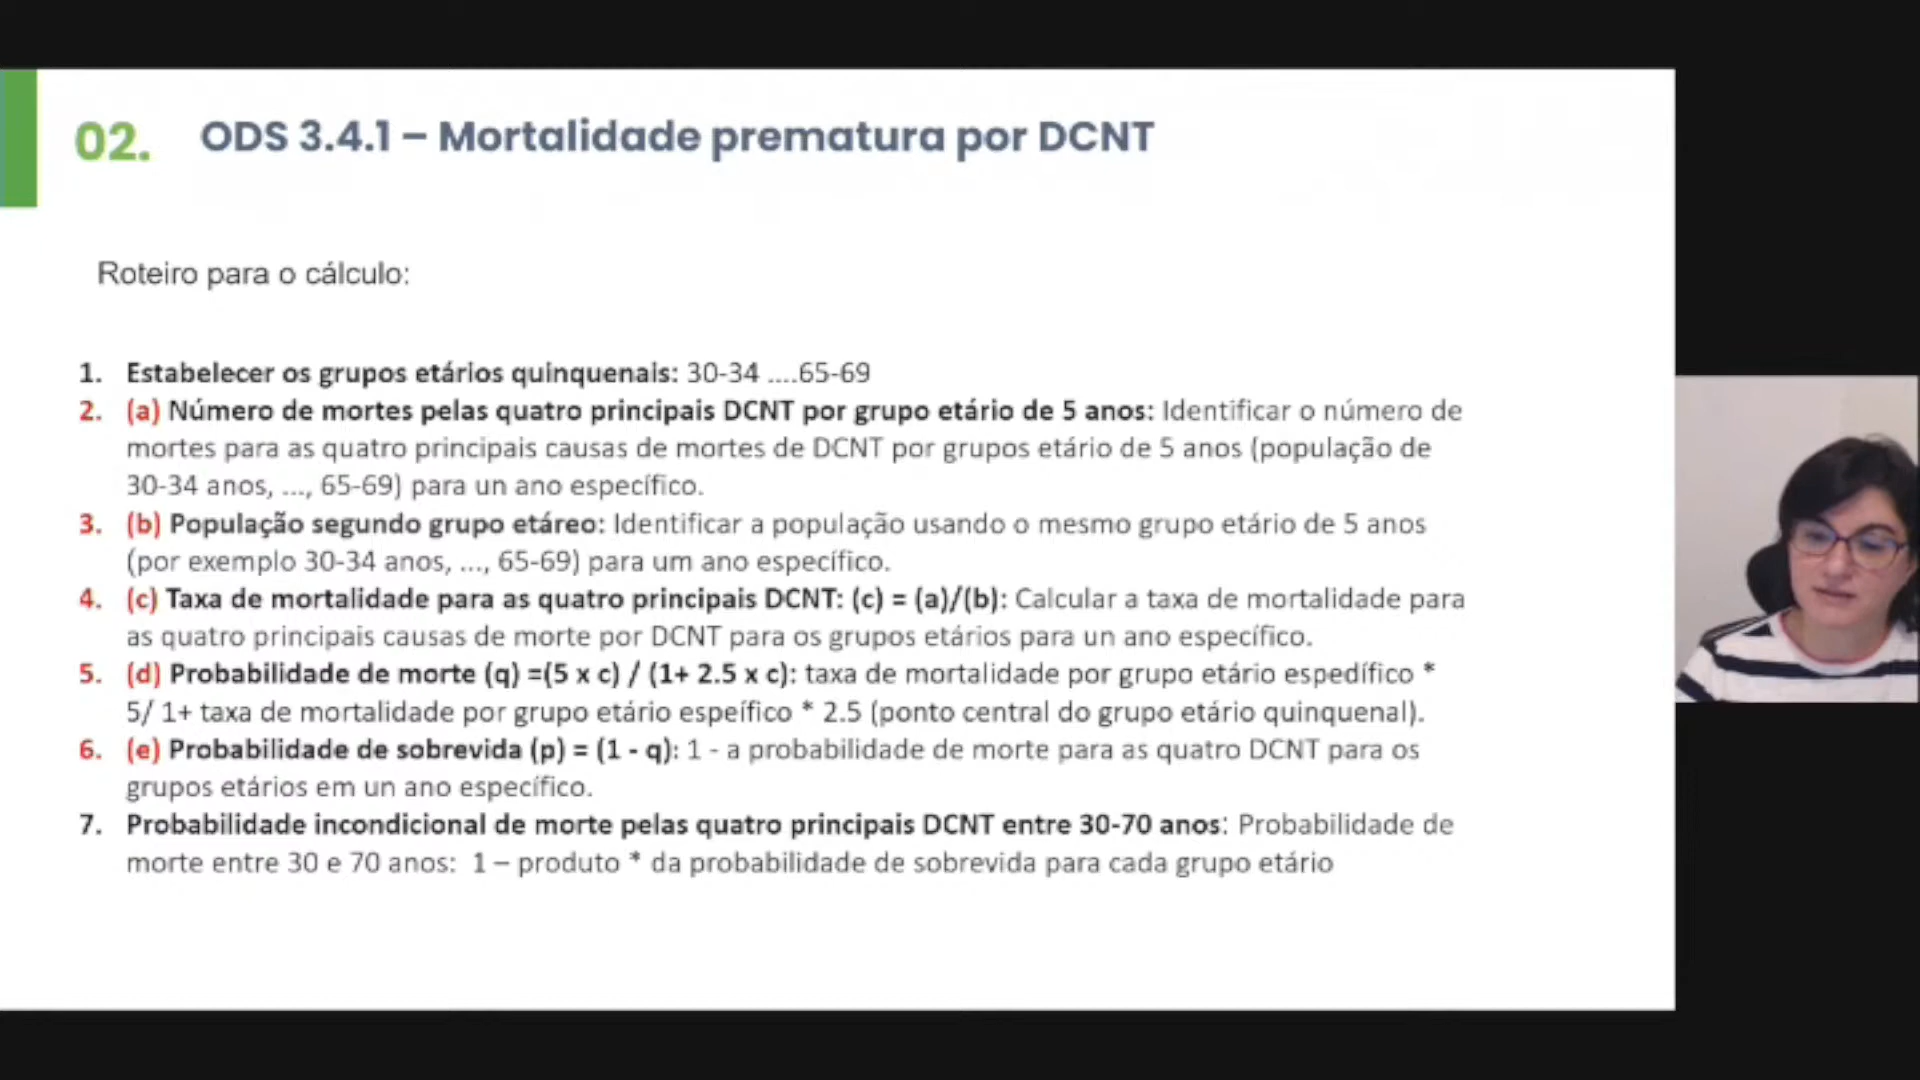 02. ODS 3.4.1 – Mortalidade prematura por DCNT
Roteiro para o cálculo:
1. Estabelecer os grupos etários quinquenais: 30-34 ....65-69
2. (a) Número de mortes pelas quatro principais DCNT por grupo etário de 5 anos: Identificar o número de
mortes para as quatro principais causas de mortes de DCNT por grupos etário de 5 anos (população de
30-34 anos, ..., 65-69) para un ano específico.
3. (b) População segundo grupo etáreo: Identificar a população usando o mesmo grupo etário de 5 anos
(por exemplo 30-34 anos, ..., 65-69) para um ano específico.
4. (c) Taxa de mortalidade para as quatro principais DCNT: (c) = (a)/(b): Calcular a taxa de mortalidade para
as quatro principais causas de morte por DCNT para os grupos etários para un ano específico.
5. (d) Probabilidade de morte (q) =(5 x c) / (1+ 2.5 x c): taxa de mortalidade por grupo etário espedífico *
5/ 1+ taxa de mortalidade por grupo etário espeífico * 2.5 (ponto central do grupo etário quinquenal).
6. (e) Probabilidade de sobrevida (p) = (1 - q): 1 - a probabilidade de morte para as quatro DCNT para os
grupos etários em un ano específico.
7. Probabilidade incondicional de morte pelas quatro principais DCNT entre 30-70 anos: Probabilidade de
morte entre 30 e 70 anos: 1 – produto * da probabilidade de sobrevida para cada grupo etário